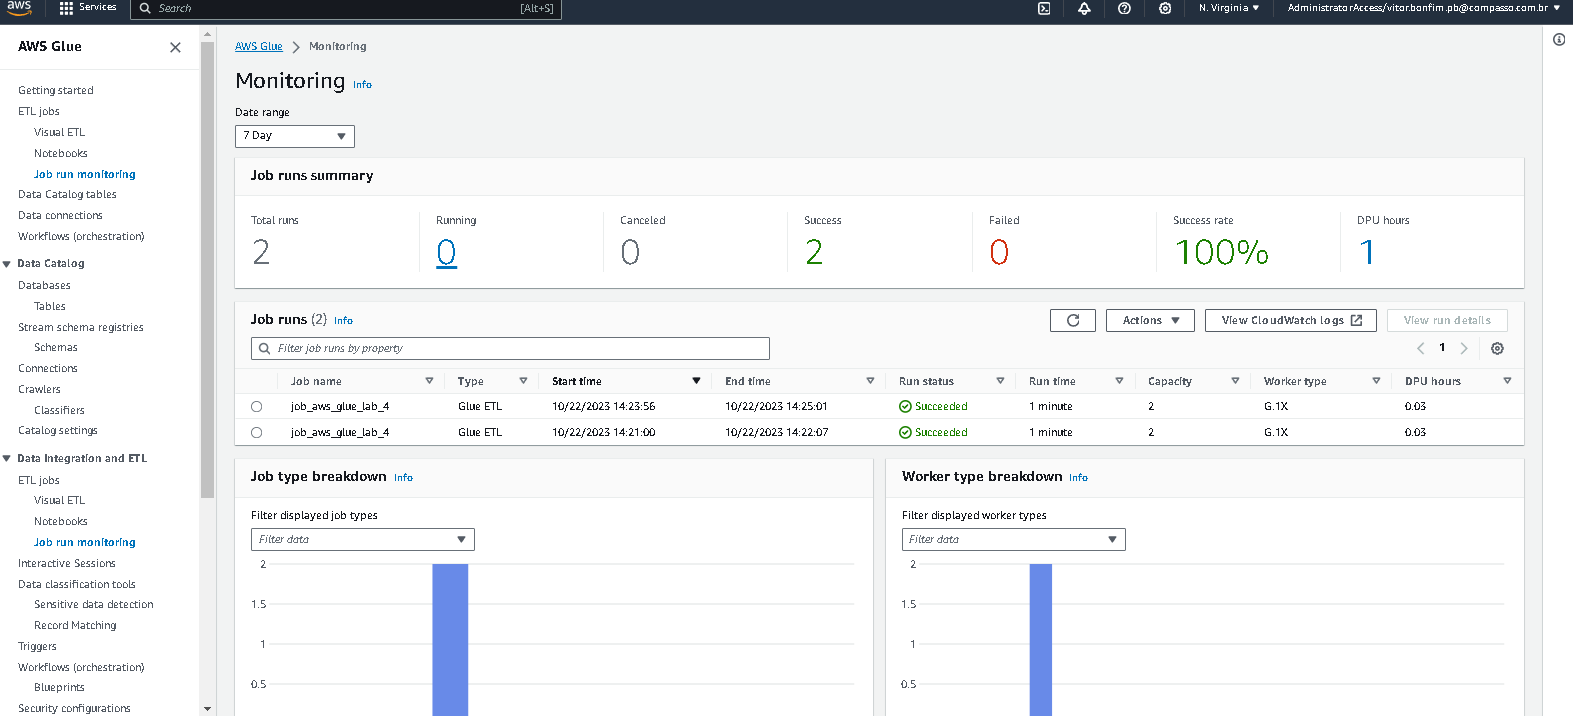 aws Services Search [Alt+S] N. Virginia AdministratorAccess/vitor.bonfim.pb@compasso.com.br
AWS Glue
Getting started
ETL jobs
Visual ETL
Notebooks
Job run monitoring
Data Catalog tables
Data connections
Workflows (orchestration)
Data Catalog
Databases
Tables
Stream schema registries
Schemas
Connections
Crawlers
Classifiers
Catalog settings
Data Integration and ETL
ETL jobs
Visual ETL
Notebooks
Job run monitoring
Interactive Sessions
Data classification tools
Sensitive data detection
Record Matching
Triggers
Workflows (orchestration)
Blueprints
Security configurations
AWS Glue Monitoring
Monitoring Info
Date range
7 Day
Job runs summary
Total runs Running Canceled Success Failed Success rate DPU hours
2 0 0 2 0 100% 1
Job runs (2) Info Actions View CloudWatch logs View run details
Filter job runs by property 1
Job name Type Start time End time Run status Run time Capacity Worker type DPU hours
job_aws_glue_lab_4 Glue ETL 10/22/2023 14:23:56 10/22/2023 14:25:01 Succeeded 1 minute 2 G.1X 0.03
job_aws_glue_lab_4 Glue ETL 10/22/2023 14:21:00 10/22/2023 14:22:07 Succeeded 1 minute 2 G.1X 0.03
Job type breakdown Info
Filter displayed job types
Filter data
2
1.5
1
0.5
Worker type breakdown Info
Filter displayed worker types
Filter data
2
1.5
1
0.5